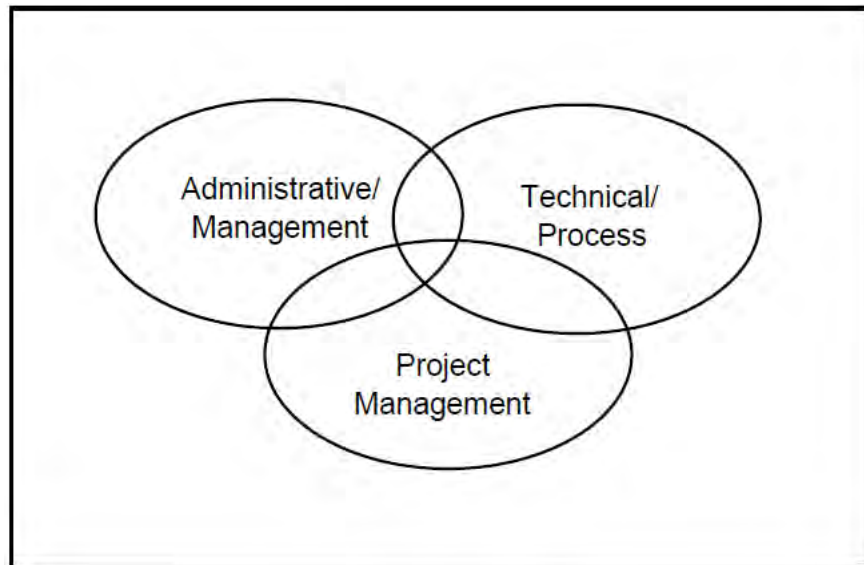 Administrative/
Management
Technical/
Process
Project
Management